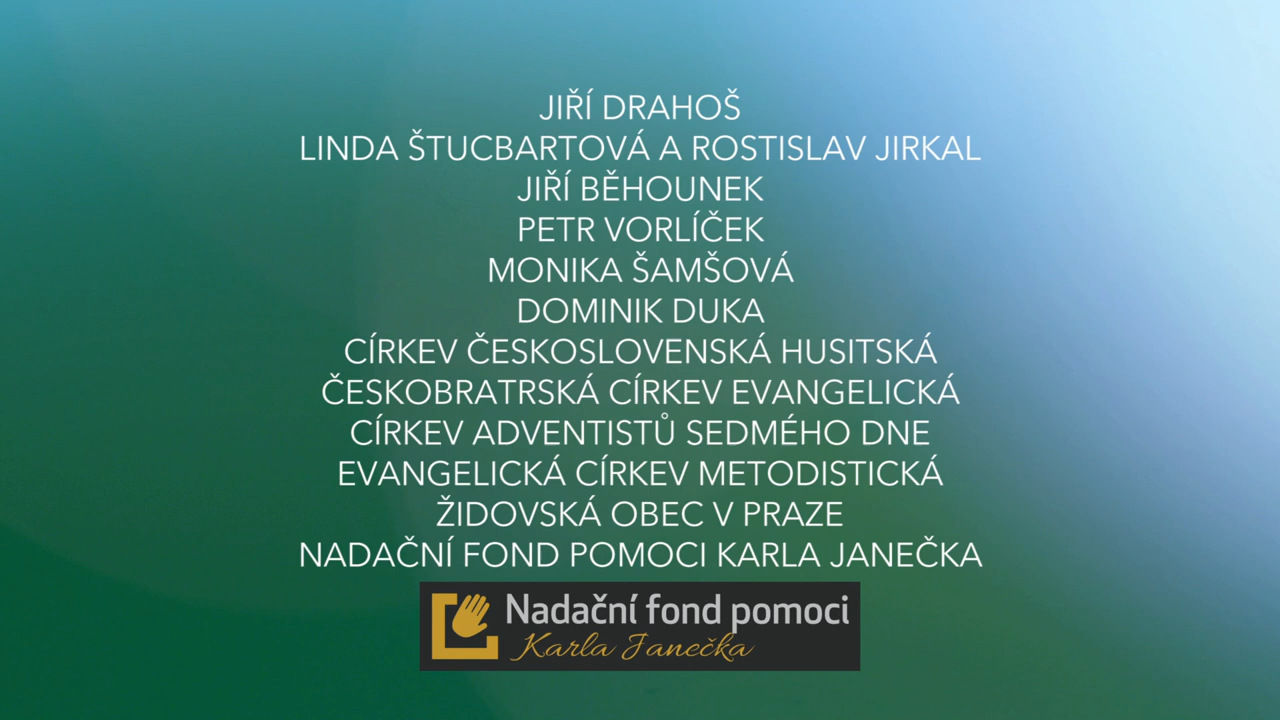 JIŘÍ DRAHOŠ
LINDA ŠTUCBARTOVÁ A ROSTISLAV JIRKAL
JIŘÍ BĚHOUNEK
PETR VORLÍČEK
MONIKA ŠAMŠOVÁ
DOMINIK DUKA
CÍRKEV ČESKOSLOVENSKÁ HUSITSKÁ
ČESKOBRATRSKÁ CÍRKEV EVANGELICKÁ
CÍRKEV ADVENTISTŮ SEDMÉHO DNE
EVANGELICKÁ CÍRKEV METODISTICKÁ
ŽIDOVSKÁ OBEC V PRAZE
NADAČNÍ FOND POMOCI KARLA JANEČKA
Nadační fond pomoci
Karla Janečka